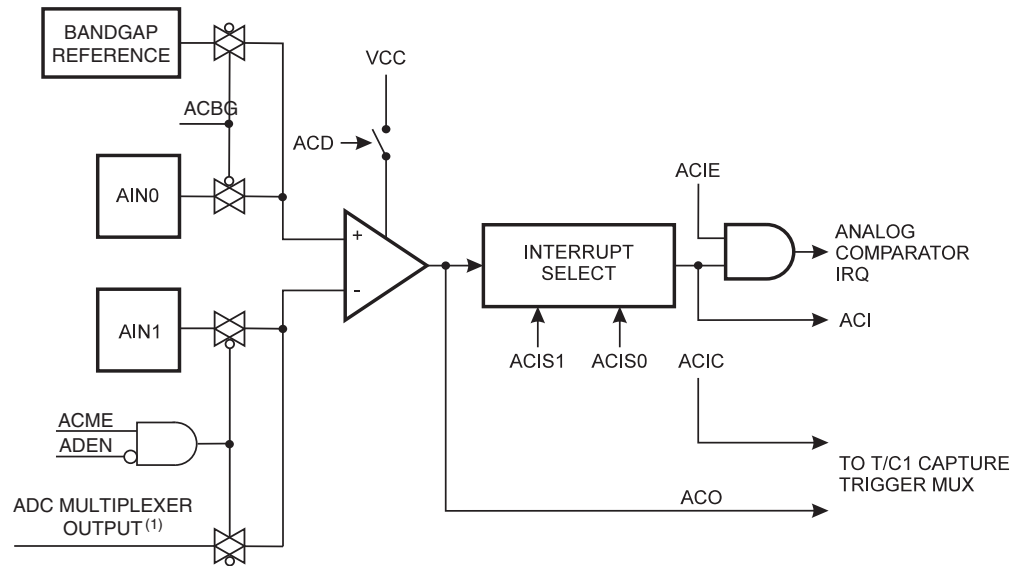 BANDGAP
REFERENCE
VCC
ACBG
ACD
AIN0
ACIE
+
-
INTERRUPT
SELECT
ANALOG
COMPARATOR
IRQ
AIN1
ACI
ACIS1
ACIS0
ACIC
ACME
ADEN
TO T/C1 CAPTURE
TRIGGER MUX
ACO
ADC MULTIPLEXER
OUTPUT (1)